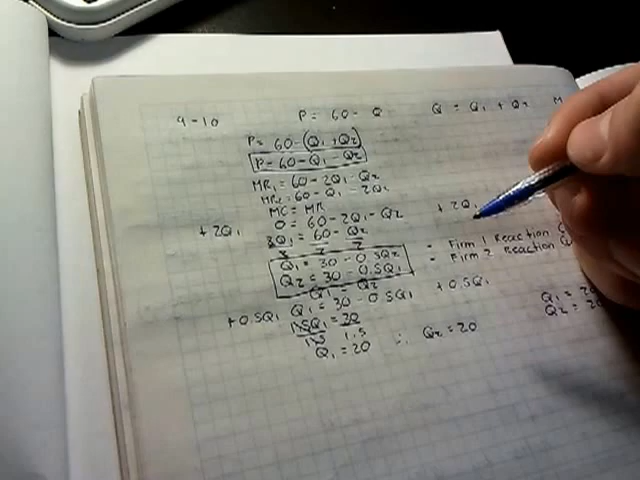 9-10 P = 60 - Q Q = Q1 + Q2 M
P = 60 - (Q1 + Q2)
P = 60 - Q1 - Q2
MR1 = 60 - 2Q1 - Q2
MR2 = 60 - Q1 - 2Q2
MC = MR
+ 2Q1 0 = 60 - 2Q1 - Q2 + 2Q1
2Q1 = 60 - Q2
2 2 2
Q1 = 30 - 0.5Q2 - Firm 1 Reaction
Q2 = 30 - 0.5Q1 - Firm 2 Reaction
Q1 = Q2
+0.5Q1 Q1 = 30 - 0.5Q1 + 0.5Q1
1.5Q1 = 30 Q1 = 20
1.5 1.5 Q2 = 20
Q1 = 20 ∴ Q2 = 20